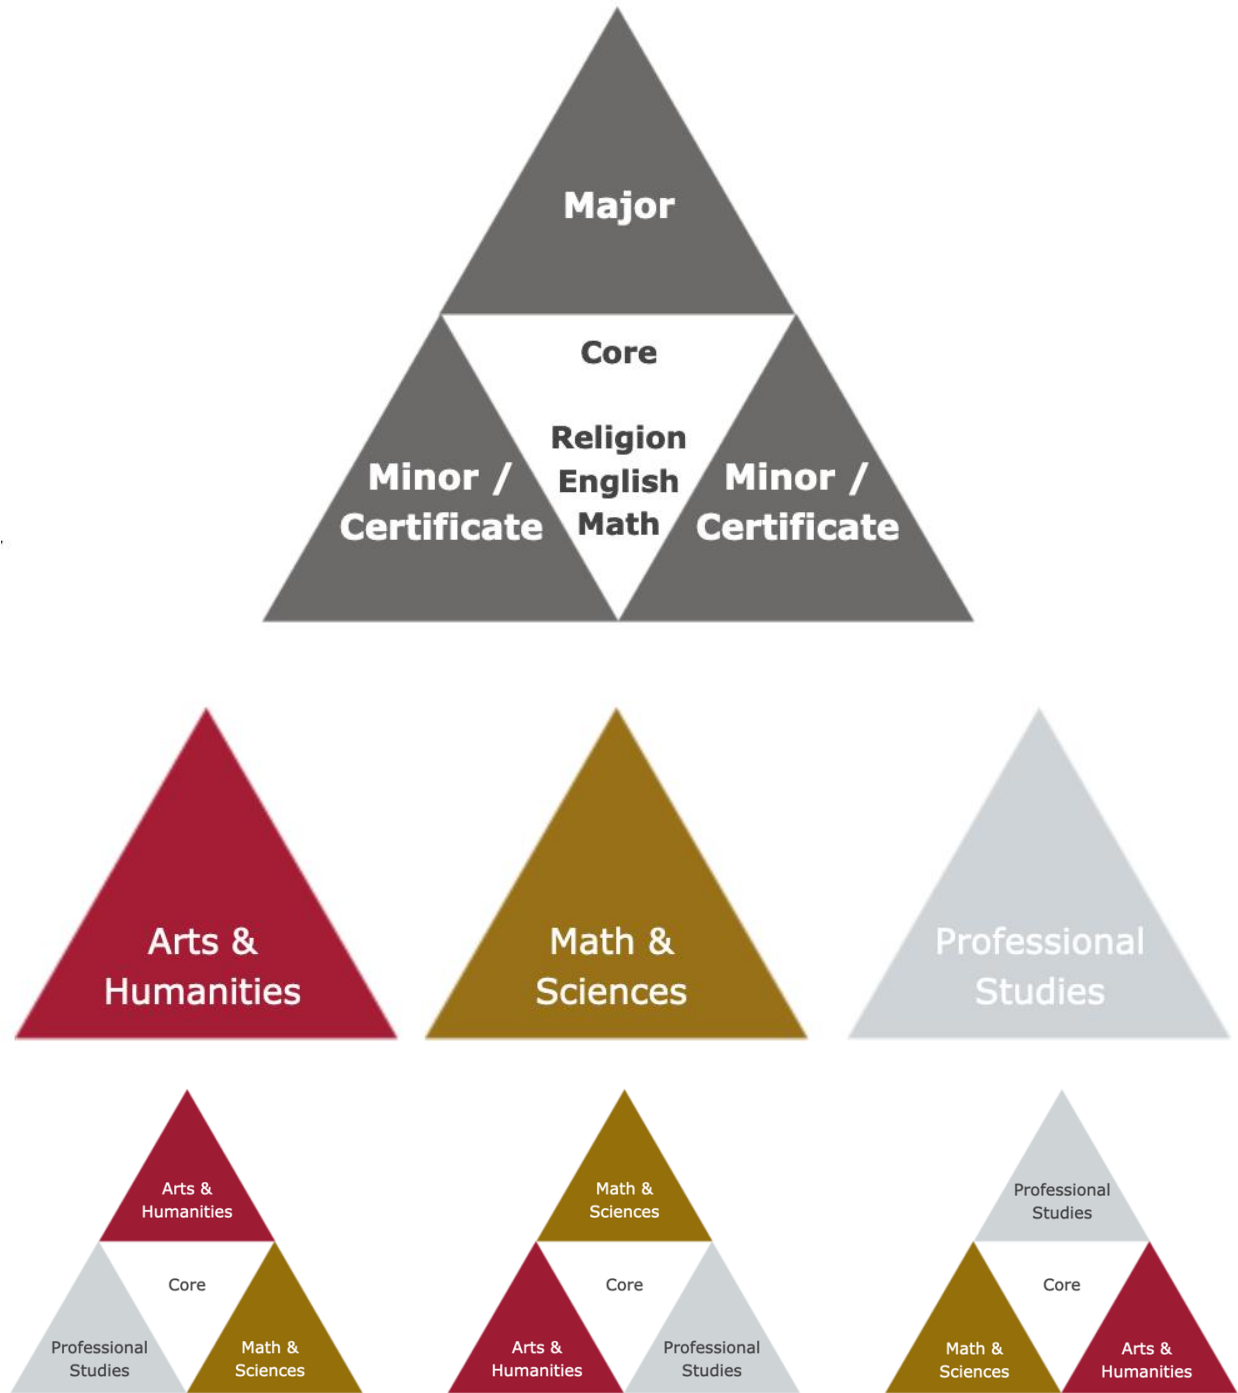 Major
Core
Religion
English
Math
Minor /
Certificate
Minor /
Certificate
Arts &
Humanities
Math &
Sciences
Professional
Studies
Arts &
Humanities
Core
Professional
Studies
Math &
Sciences
Math &
Sciences
Core
Arts &
Humanities
Professional
Studies
Professional
Studies
Core
Math &
Sciences
Arts &
Humanities